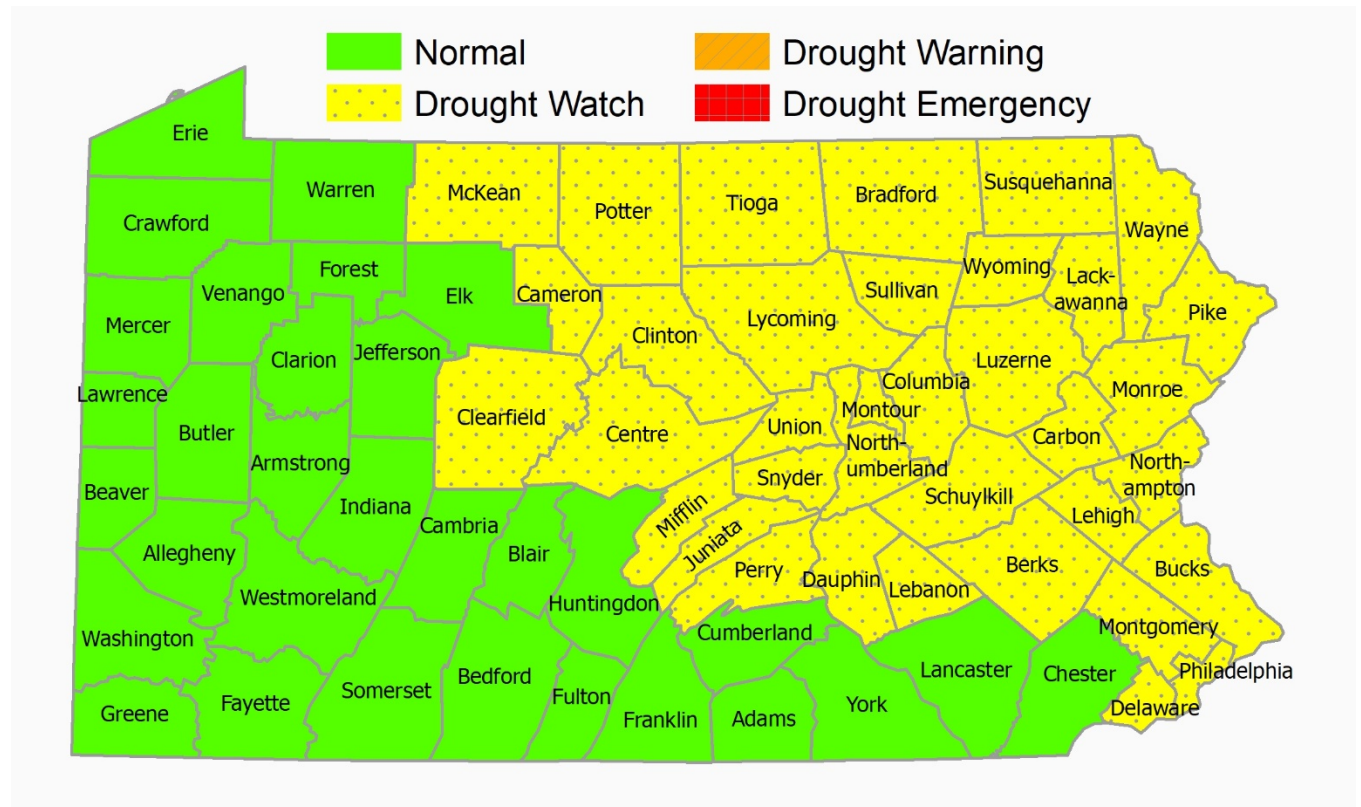 Normal
Drought Warning
Drought Watch
Drought Emergency
Erie
Warren
McKean
Potter
Tioga
Bradford
Susquehanna
Wayne
Crawford
Forest
Venango
Elk
Cameron
Wyoming
Lack-
awanna
Sullivan
Pike
Mercer
Clarion
Jefferson
Clinton
Lycoming
Luzerne
Columbia
Monroe
Lawrence
Butler
Clearfield
Centre
Union
Montour
Carbon
Armstrong
North-
umberland
North-
ampton
Beaver
Indiana
Snyder
Schuylkill
Lehigh
Mifflin
Cambria
Blair
Allegheny
Juniata
Perry
Dauphin
Lebanon
Berks
Bucks
Westmoreland
Huntingdon
Washington
Cumberland
Montgomery
Lancaster
Chester
Philadelphia
Greene
Fayette
Somerset
Bedford
Fulton
Franklin
Adams
York
Delaware